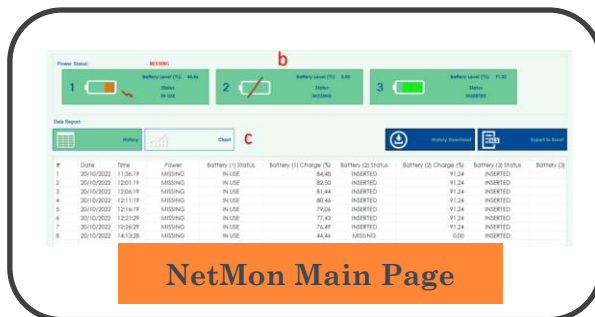 Power Status: MISSING
b
1 Battery Level (%) 44,46 Status IN USE
2 Battery Level (%) 0,00 Status MISSING
3 Battery Level (%) 91,02 Status INSERTED
Data Report:
History Chart c History Download Export to Excel
# Date Time Power Battery (1) Status Battery (1) Charge (%) Battery (2) Status Battery (2) Charge (%) Battery (3) Status Battery (3)
1 20/10/2022 11:56:19 MISSING IN USE 84,48 INSERTED 91,24 INSERTED
2 20/10/2022 12:01:19 MISSING IN USE 82,50 INSERTED 91,24 INSERTED
3 20/10/2022 12:06:19 MISSING IN USE 81,44 INSERTED 91,24 INSERTED
4 20/10/2022 12:11:19 MISSING IN USE 80,46 INSERTED 91,24 INSERTED
5 20/10/2022 12:16:19 MISSING IN USE 79,06 INSERTED 91,24 INSERTED
6 20/10/2022 12:21:29 MISSING IN USE 77,43 INSERTED 91,24 INSERTED
7 20/10/2022 12:26:29 MISSING IN USE 76,49 INSERTED 91,24 INSERTED
8 20/10/2022 14:13:28 MISSING IN USE 44,46 MISSING 0,00 INSERTED
NetMon Main Page